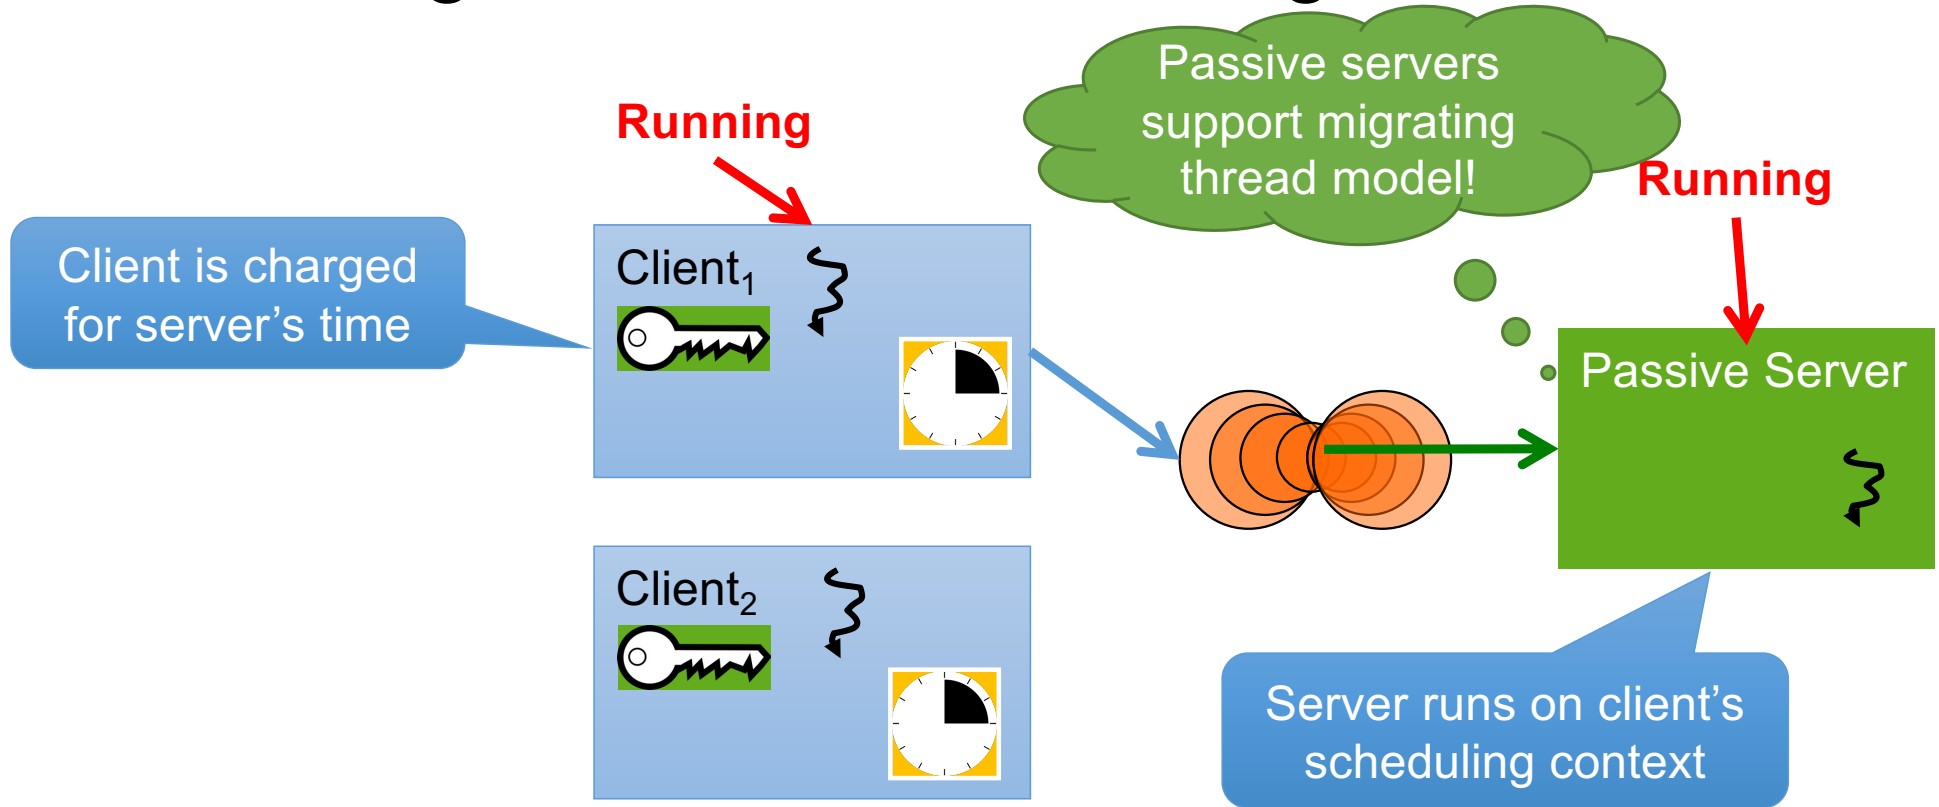 Passive servers
support migrating
thread model!
Running
Running
Client is charged
for server’s time
Client₁
Passive Server
Client₂
Server runs on client’s
scheduling context